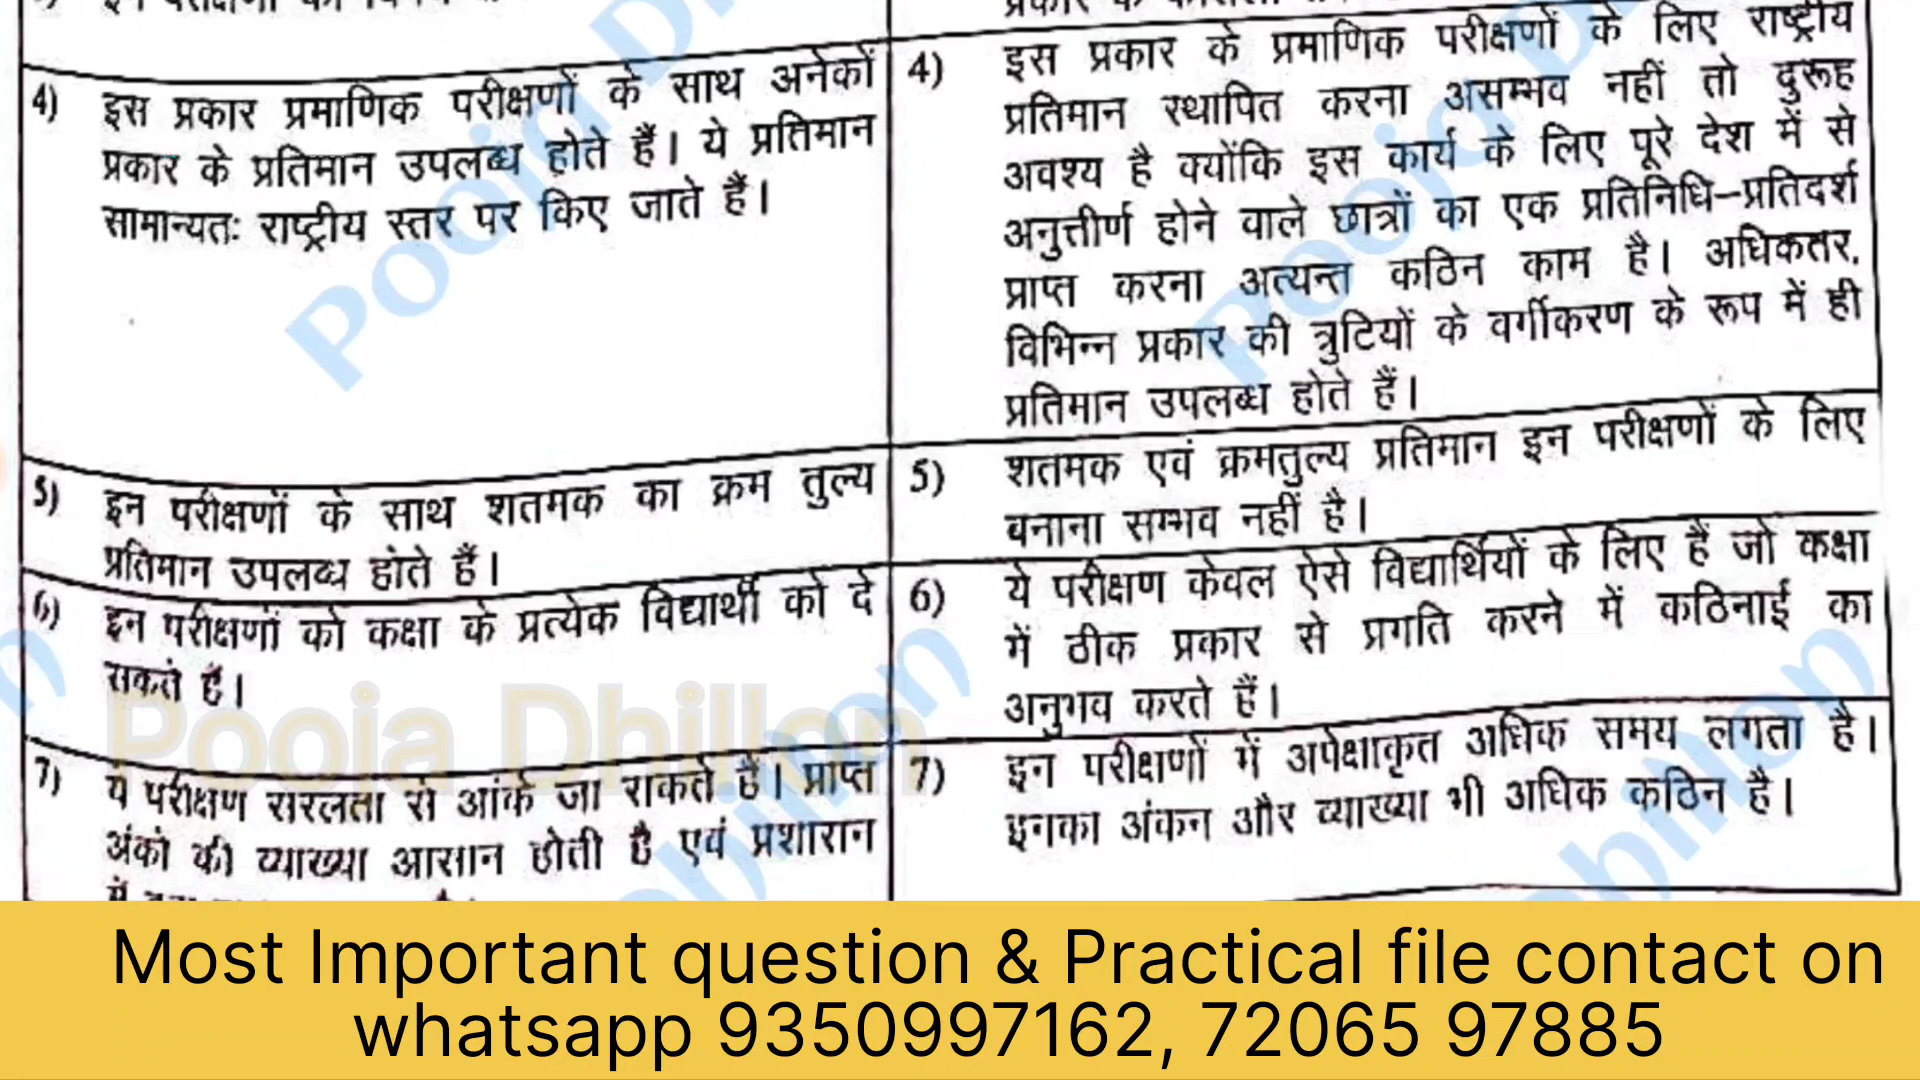 4) इस प्रकार प्रमाणिक परीक्षणों के साथ अनेकों
प्रकार के प्रतिमान उपलब्ध होते हैं। ये प्रतिमान
सामान्यतः राष्ट्रीय स्तर पर किए जाते हैं।
4) इस प्रकार के प्रमाणिक परीक्षणों के लिए राष्ट्रीय
प्रतिमान स्थापित करना असम्भव नहीं तो दुरूह
अवश्य है क्योंकि इस कार्य के लिए पूरे देश में से
अनुत्तीर्ण होने वाले छात्रों का एक प्रतिनिधि–प्रतिदर्श
प्राप्त करना अत्यन्त कठिन काम है। अधिकतर,
विभिन्न प्रकार की त्रुटियों के वर्गीकरण के रूप में ही
प्रतिमान उपलब्ध होते हैं।
5) इन परीक्षणों के साथ शतमक का क्रम तुल्य
प्रतिमान उपलब्ध होते हैं।
5) शतमक एवं क्रमतुल्य प्रतिमान इन परीक्षणों के लिए
बनाना सम्भव नहीं है।
6) इन परीक्षणों को कक्षा के प्रत्येक विद्यार्थी को दे
सकते हैं।
6) ये परीक्षण केवल ऐसे विद्यार्थियों के लिए हैं जो कक्षा
में ठीक प्रकार से प्रगति करने में कठिनाई का
अनुभव करते हैं।
7) ये परीक्षण सरलता से आंके जा सकते हैं। प्राप्त
अंको की व्याख्या आसान होती है एवं प्रशासन
7) इन परीक्षणों में अपेक्षाकृत अधिक समय लगता है।
इनका अंकन और व्याख्या भी अधिक कठिन है।
Pooja Dhillon
Most Important question & Practical file contact on
whatsapp 9350997162, 72065 97885